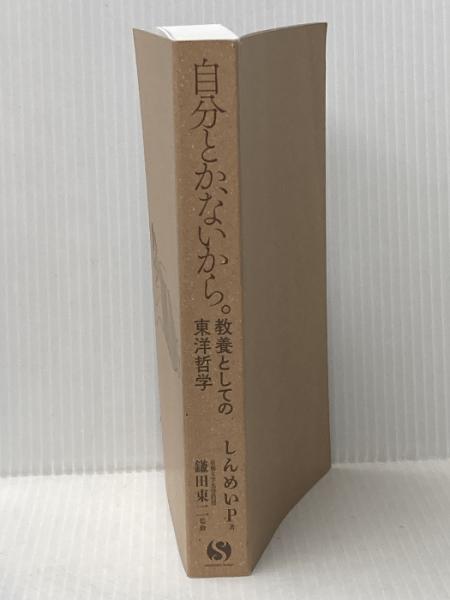 自分とか、ないから。
教養としての
東洋哲学
しんめいP 著
鎌田東二 監修